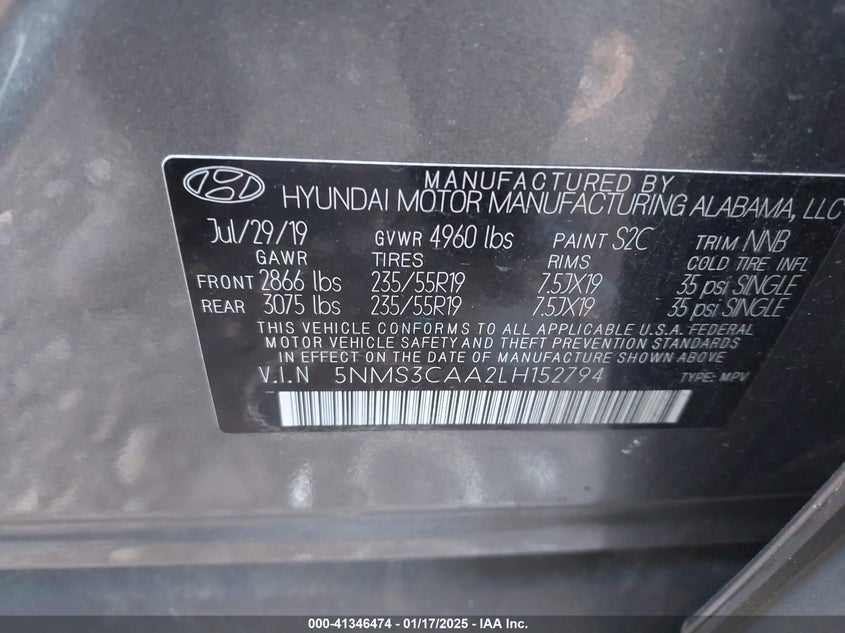 MANUFACTURED BY
HYUNDAI MOTOR MANUFACTURING ALABAMA, LLC
Jul/29/19 GVWR 4960 lbs PAINT S2C TRIM NNB
GAWR TIRES RIMS COLD TIRE INFL
FRONT 2866 lbs 235/55R19 7.5JX19 35 psi SINGLE
REAR 3075 lbs 235/55R19 7.5JX19 35 psi SINGLE
THIS VEHICLE CONFORMS TO ALL APPLICABLE U.S.A. FEDERAL
MOTOR VEHICLE SAFETY AND THEFT PREVENTION STANDARDS
IN EFFECT ON THE DATE OF MANUFACTURE SHOWN ABOVE.
V.I.N 5NMS3CAA2LH152794 TYPE: MPV
000-41346474 - 01/17/2025 - IAA Inc.